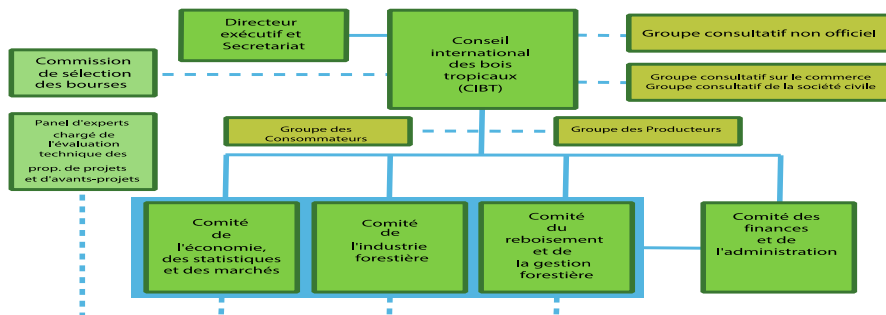 Directeur
exécutif et
Secretariat
Conseil
international
des bois
tropicaux
(CIBT)
Groupe consultatif non officiel
Commission
de sélection
des bourses
Groupe consultatif sur le commerce
Groupe consultatif de la société civile
Panel d'experts
chargé de
l'évaluation
technique des
prop. de projets
et d'avants-projets
Groupe des
Consommateurs
Groupe des Producteurs
Comité
de
l'économie,
des statistiques
et des marchés
Comité
de
l'industrie
forestière
Comité
du
reboisement
et de
la gestion
forestière
Comité des
finances
et de
l'administration